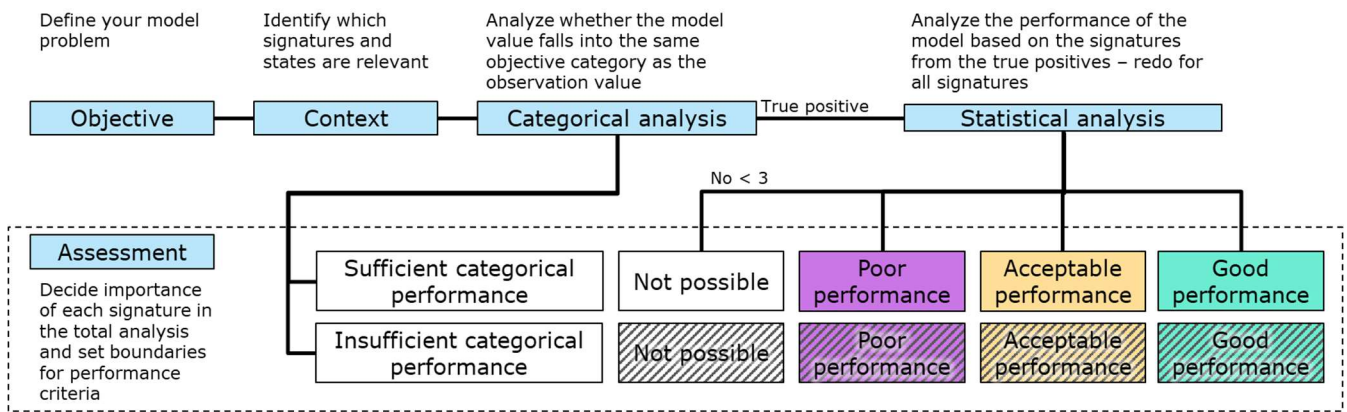 Define your model
problem
Identify which
signatures and
states are relevant
Analyze whether the model
value falls into the same
objective category as the
observation value
Analyze the performance of the
model based on the signatures
from the true positives – redo for
all signatures
Objective
Context
Categorical analysis
True positive
Statistical analysis
No < 3
Assessment
Decide importance
of each signature in
the total analysis
and set boundaries
for performance
criteria
Sufficient categorical
performance
Not possible
Poor
performance
Acceptable
performance
Good
performance
Insufficient categorical
performance
Not possible
Poor
performance
Acceptable
performance
Good
performance